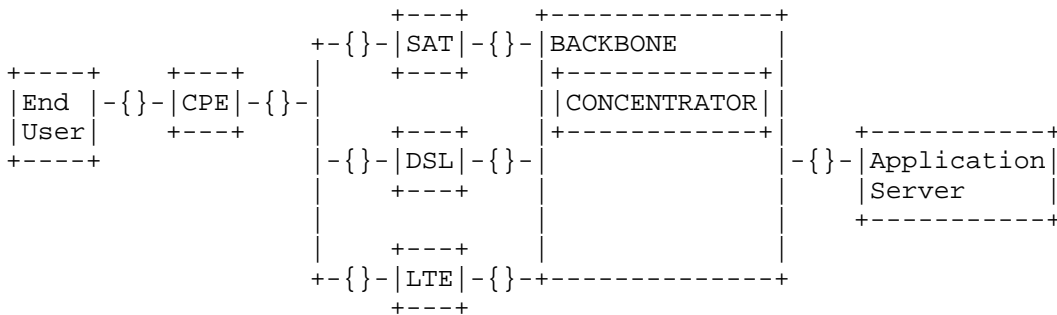 +---+    +--------------+
                      +-{}-|SAT|-{}-|BACKBONE      |
+----+     +---+      |    +---+    |+------------+|
|End |-{}-|CPE|-{}-|                ||CONCENTRATOR||
|User|     +---+      |    +---+    |+------------+|    +-----------+
+----+                |-{}-|DSL|-{}-|              |-{}-|Application|
                      |    +---+    |              |    |Server     |
                      |             |              |    +-----------+
                      |    +---+    |              |
                      +-{}-|LTE|-{}-+--------------+
                           +---+